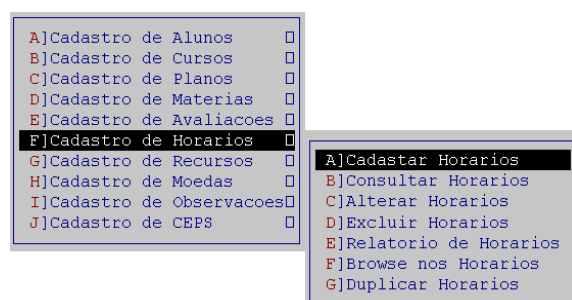 A]Cadastro de Alunos
B]Cadastro de Cursos
C]Cadastro de Planos
D]Cadastro de Materias
E]Cadastro de Avaliacoes
F]Cadastro de Horarios
G]Cadastro de Recursos
H]Cadastro de Moedas
I]Cadastro de Observacoes
J]Cadastro de CEPS
A]Cadastar Horarios
B]Consultar Horarios
C]Alterar Horarios
D]Excluir Horarios
E]Relatorio de Horarios
F]Browse nos Horarios
G]Duplicar Horarios